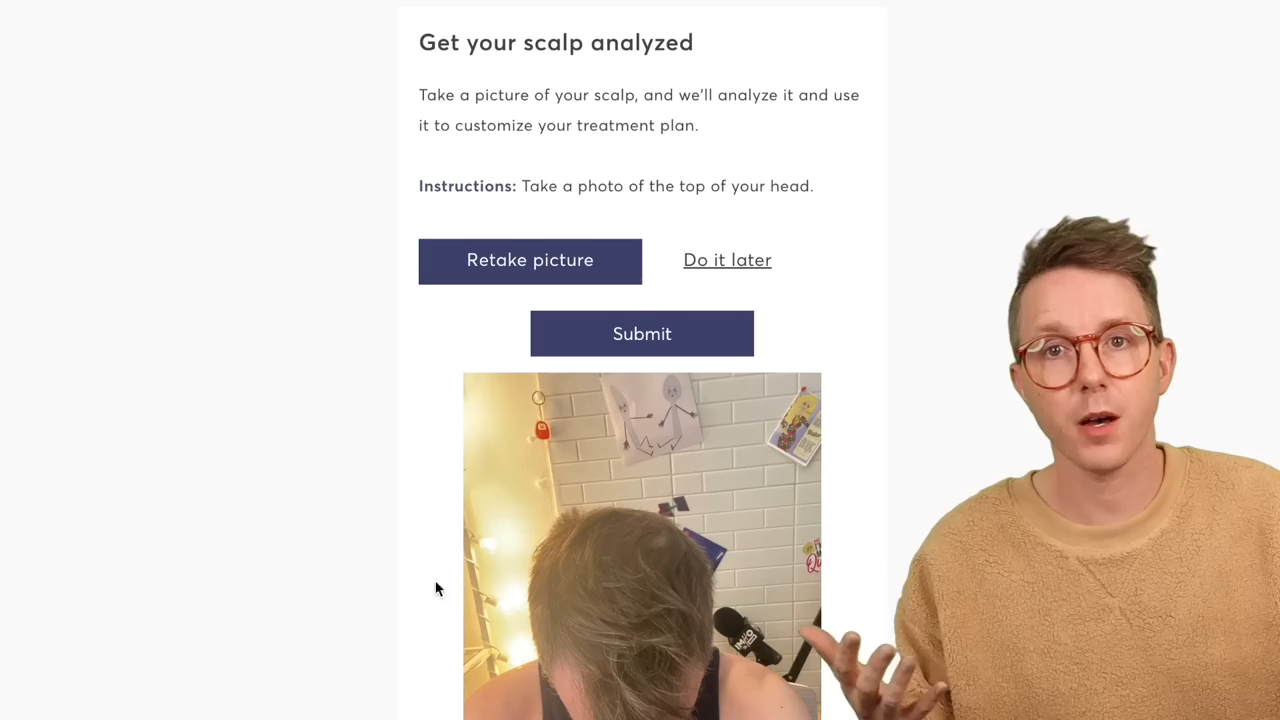 Get your scalp analyzed
Take a picture of your scalp, and we'll analyze it and use
it to customize your treatment plan.
Instructions: Take a photo of the top of your head.
Retake picture
Do it later
Submit